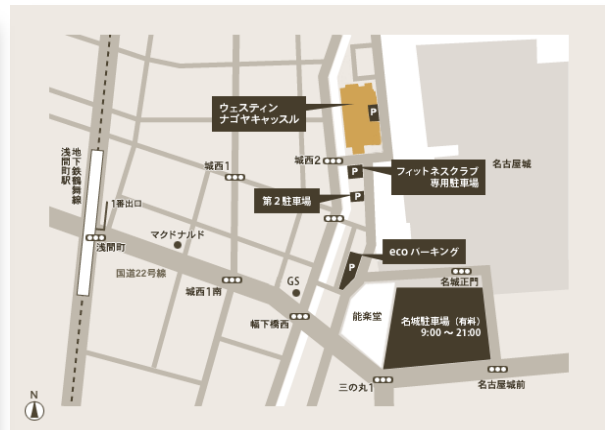 ウェスティン
ナゴヤキャッスル
P
城西1
城西2
P
フィットネスクラブ
専用駐車場
名古屋城
地下鉄鶴舞線
浅間町駅
第2駐車場
P
1番出口
マクドナルド
浅間町
国道22号線
城西1南
GS
P
ecoパーキング
名城正門
幅下橋西
能楽堂
名城駐車場(有料)
9:00〜21:00
三の丸1
名古屋城前
N